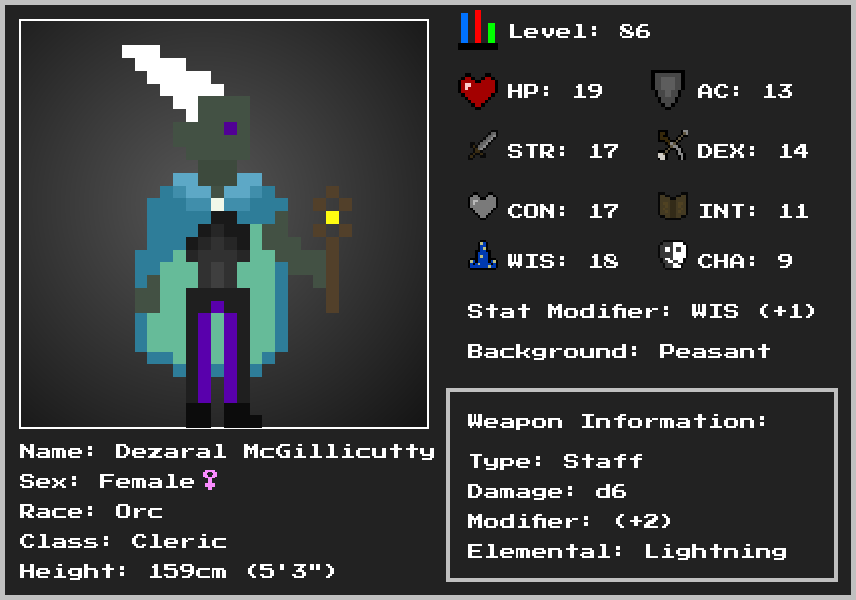 Level: 86
HP: 19
AC: 13
STR: 17
DEX: 14
CON: 17
INT: 11
WIS: 18
CHA: 9
Stat Modifier: WIS (+1)
Background: Peasant
Weapon Information:
Type: Staff
Damage: d6
Modifier: (+2)
Elemental: Lightning
Name: Dezaral McGillicutty
Sex: Female♀
Race: Orc
Class: Cleric
Height: 159cm (5'3")